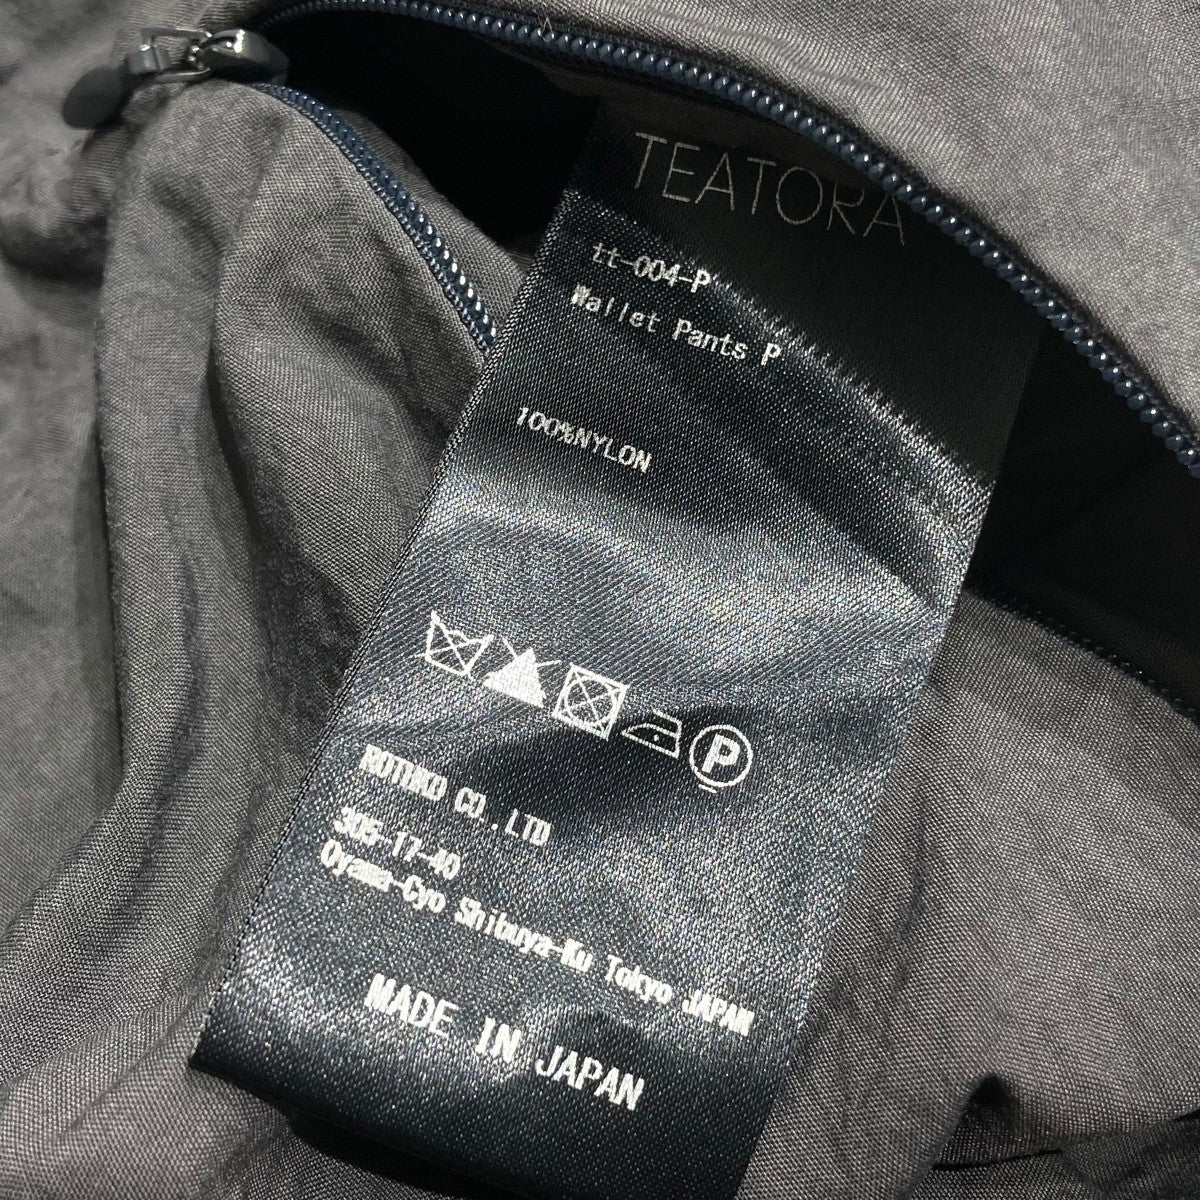 TEATORA
tt-004-P
Wallet Pants P
100%NYLON
P
ROTUKO CO.,LTD
305-17-40
Oyama-Cyo Shibuya-Ku Tokyo JAPAN
MADE IN JAPAN